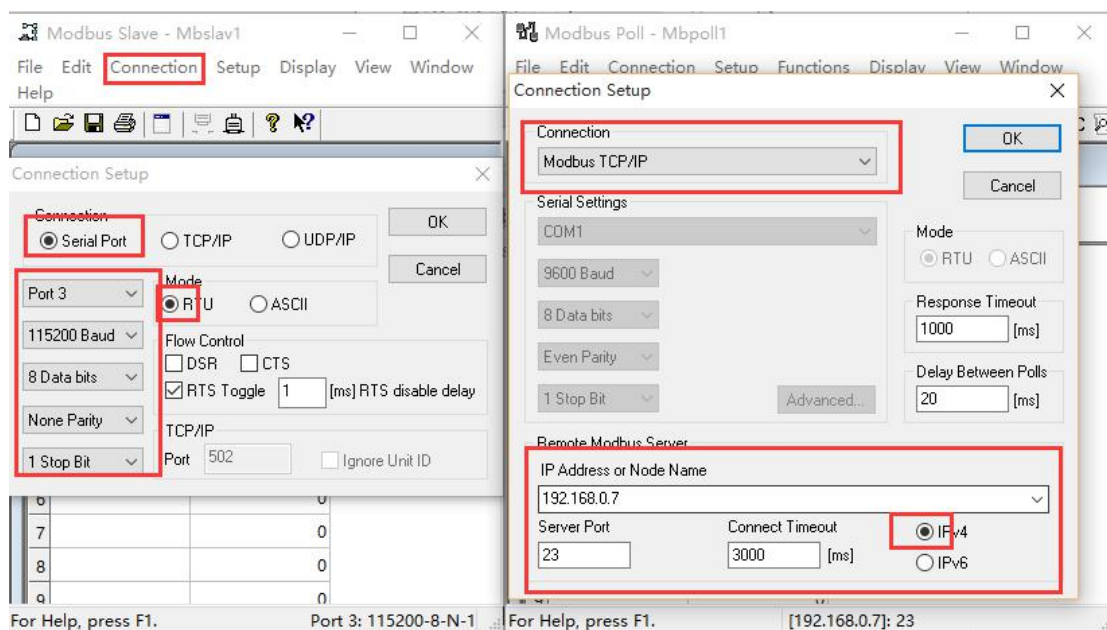 Modbus Slave - Mbslav1
File Edit Connection Setup Display View Window
Help
Connection Setup
Connection
Serial Port TCP/IP UDP/IP
OK
Cancel
Port 3
115200 Baud
8 Data bits
None Parity
1 Stop Bit
Mode
RTU ASCII
Flow Control
DSR CTS
RTS Toggle 1 [ms] RTS disable delay
TCP/IP
Port 502 Ignore Unit ID
6 0
7 0
8 0
9 0
For Help, press F1. Port 3: 115200-8-N-1
Modbus Poll - Mbpoll1
File Edit Connection Setup Functions Display View Window
Connection Setup
Connection
Modbus TCP/IP
OK
Cancel
Serial Settings
COM1
9600 Baud
8 Data bits
Even Parity
1 Stop Bit
Advanced...
Mode
RTU ASCII
Response Timeout
1000 [ms]
Delay Between Polls
20 [ms]
Remote Modbus Server
IP Address or Node Name
192.168.0.7
Server Port
23
Connect Timeout
3000 [ms]
IPv4
IPv6
For Help, press F1. [192.168.0.7]: 23